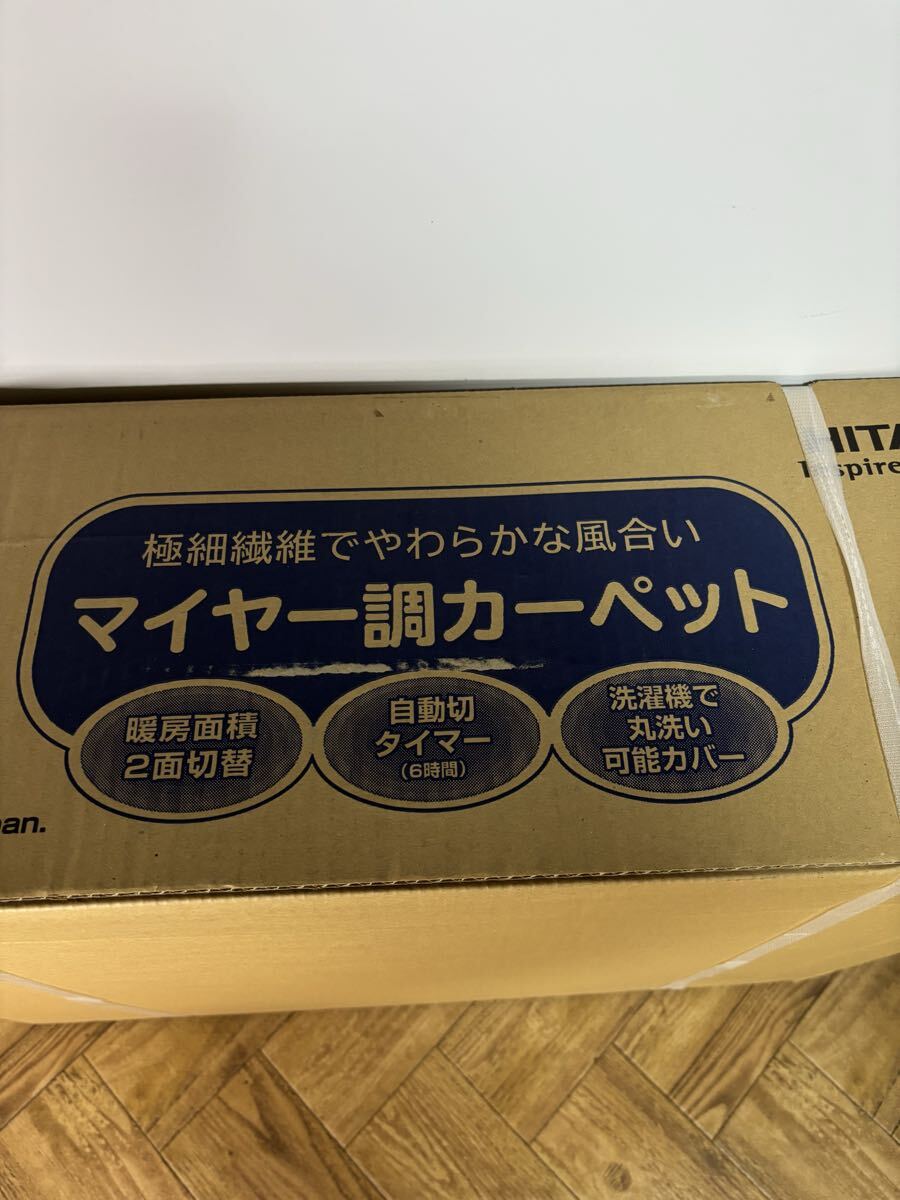 HITA
Inspire
極細繊維でやわらかな風合い
マイヤー調カーペット
暖房面積
2面切替
自動切
タイマー
(6時間)
洗濯機で
丸洗い
可能カバー
pan.